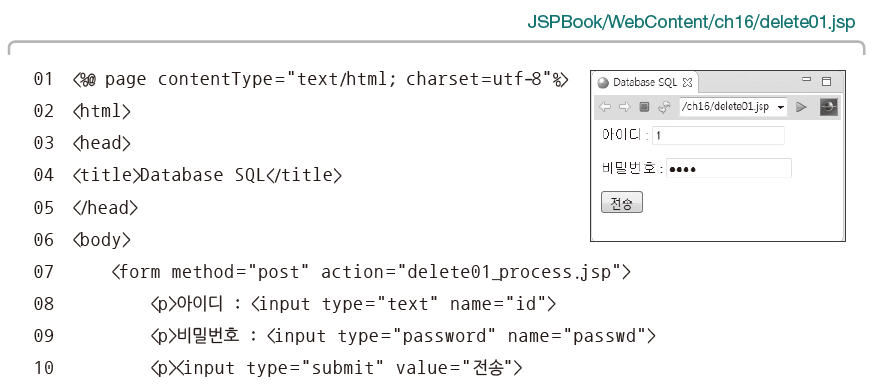 JSPBook/WebContent/ch16/delete01.jsp
01 <%@ page contentType="text/html; charset=utf-8"%>
02 <html>
03 <head>
04 <title>Database SQL</title>
05 </head>
06 <body>
07 <form method="post" action="delete01_process.jsp">
08 <p>아이디 : <input type="text" name="id">
09 <p>비밀번호 : <input type="password" name="passwd">
10 <p><input type="submit" value="전송">
Database SQL
/ch16/delete01.jsp
아이디 : 1
비밀번호 : ●●●●
전송